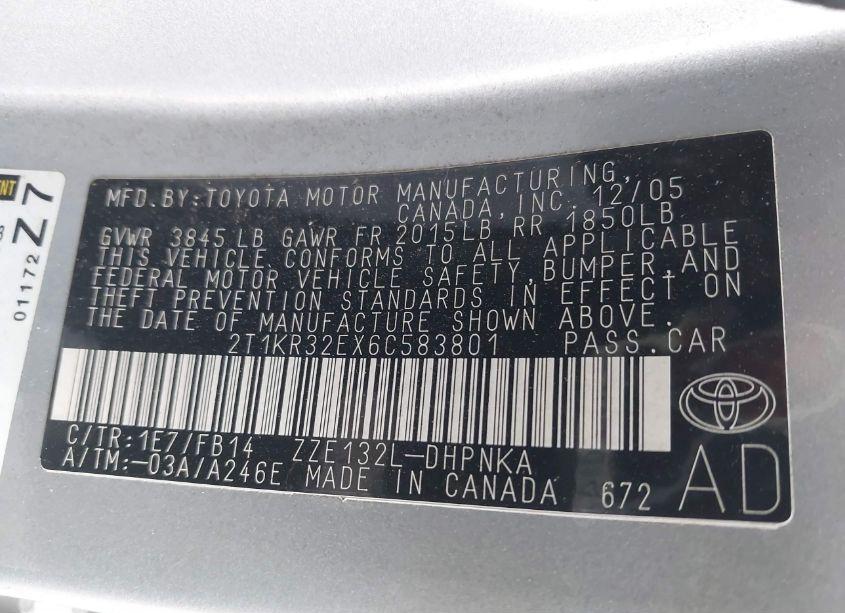 MFD.BY:TOYOTA MOTOR MANUFACTURING,
CANADA, INC. 12/05
GVWR 3845 LB GAWR FR 2015LB RR 1850LB
THIS VEHICLE CONFORMS TO ALL APPLICABLE
FEDERAL MOTOR VEHICLE SAFETY,BUMPER,AND
THEFT PREVENTION STANDARDS IN EFFECT ON
THE DATE OF MANUFACTURE SHOWN ABOVE.
2T1KR32EX6C583801 PASS.CAR
C/TR:1E7/FB14 ZZE132L-DHPNKA
A/TM:-03A/A246E MADE IN CANADA 672
AD
Z7
01172